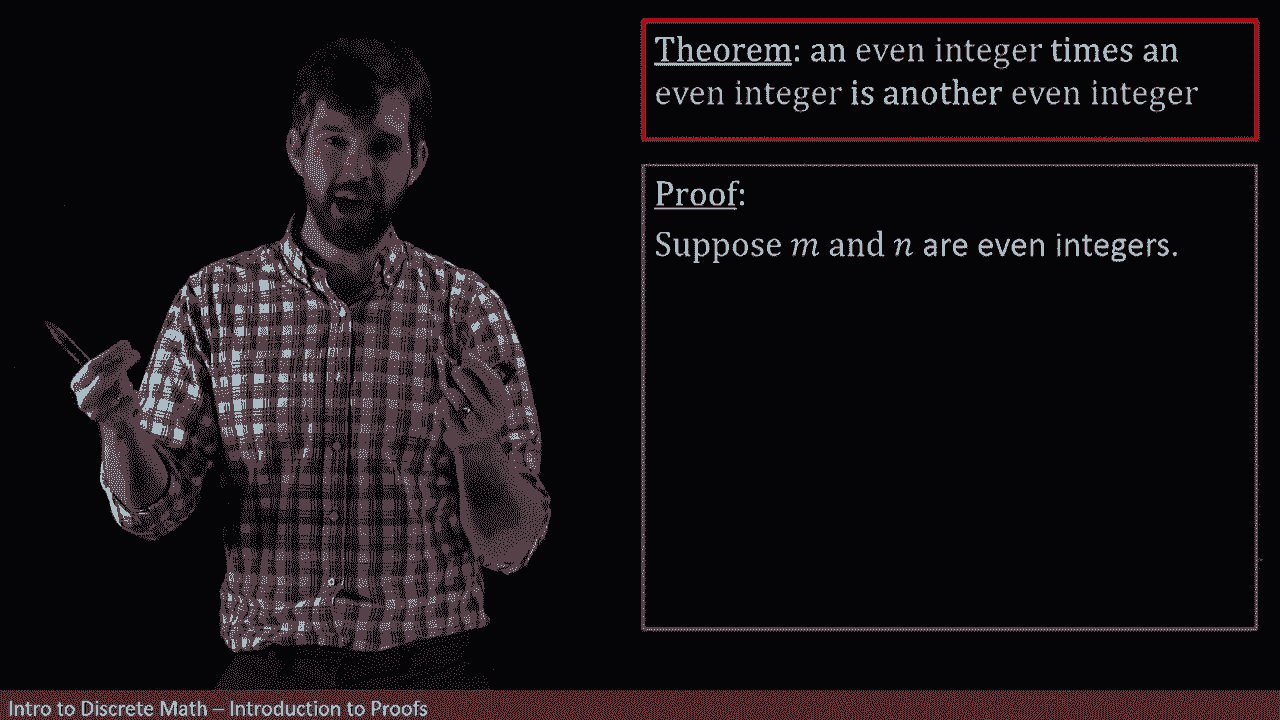 Theorem: an even integer times an
even integer is another even integer
Proof:
Suppose m and n are even integers.
Intro to Discrete Math – Introduction to Proofs